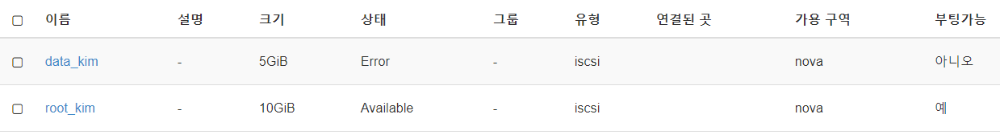 이름 설명 크기 상태 그룹 유형 연결된 곳 가용 구역 부팅가능
data_kim - 5GiB Error - iscsi nova 아니오
root_kim - 10GiB Available - iscsi nova 예